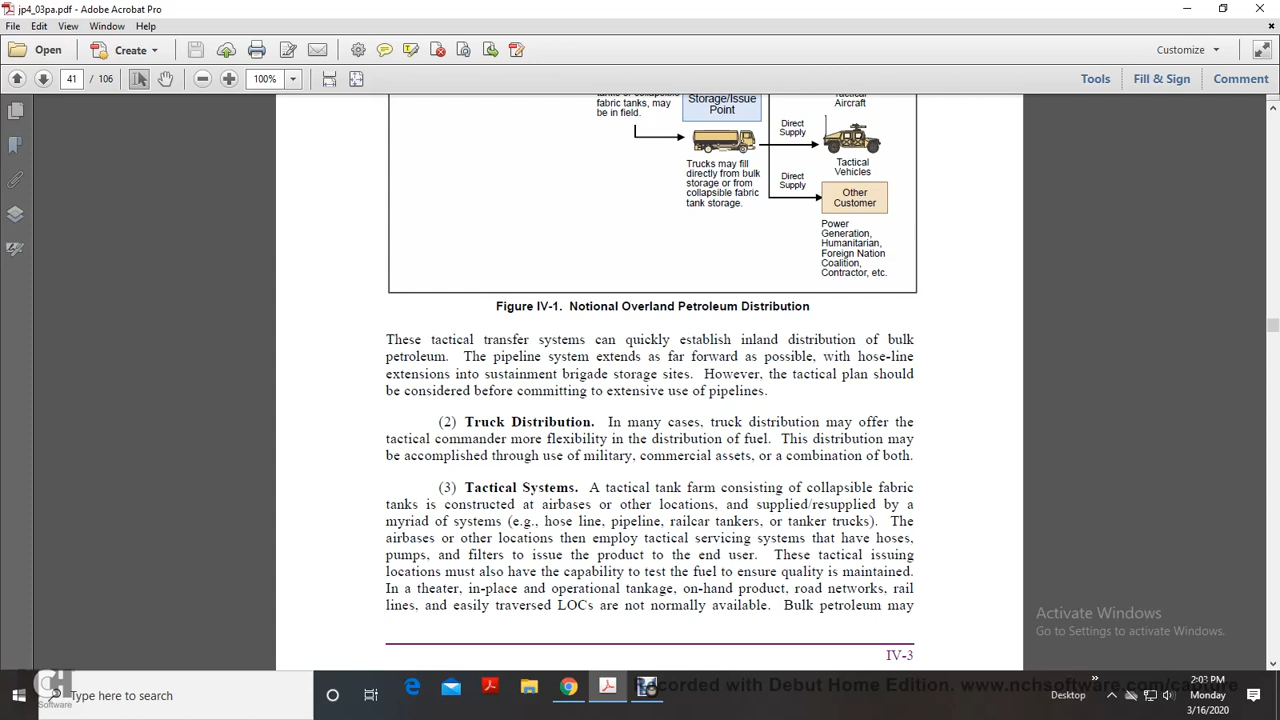 jp4_03pa.pdf - Adobe Acrobat Pro
File Edit View Window Help
Open Create Customize
41 / 106 100% Tools Fill & Sign Comment
fabric tanks, may
be in field.
Storage/Issue
Point
Tactical
Aircraft
Direct
Supply
Trucks may fill
directly from bulk
storage or from
collapsible fabric
tank storage.
Tactical
Vehicles
Direct
Supply
Other
Customer
Power
Generation,
Humanitarian,
Foreign Nation
Coalition,
Contractor, etc.
Figure IV-1. Notional Overland Petroleum Distribution
These tactical transfer systems can quickly establish inland distribution of bulk
petroleum. The pipeline system extends as far forward as possible, with hose-line
extensions into sustainment brigade storage sites. However, the tactical plan should
be considered before committing to extensive use of pipelines.
(2) Truck Distribution. In many cases, truck distribution may offer the
tactical commander more flexibility in the distribution of fuel. This distribution may
be accomplished through use of military, commercial assets, or a combination of both.
(3) Tactical Systems. A tactical tank farm consisting of collapsible fabric
tanks is constructed at airbases or other locations, and supplied/resupplied by a
myriad of systems (e.g., hose line, pipeline, railcar tankers, or tanker trucks). The
airbases or other locations then employ tactical servicing systems that have hoses,
pumps, and filters to issue the product to the end user. These tactical issuing
locations must also have the capability to test the fuel to ensure quality is maintained.
In a theater, in-place and operational tankage, on-hand product, road networks, rail
lines, and easily traversed LOCs are not normally available. Bulk petroleum may
IV-3
Activate Windows
Go to Settings to activate Windows.
NCH
Software
Type here to search
Recorded with Debut Home Edition. www.nchsoftware.com/capture
Desktop
2:03 PM
Monday
3/16/2020